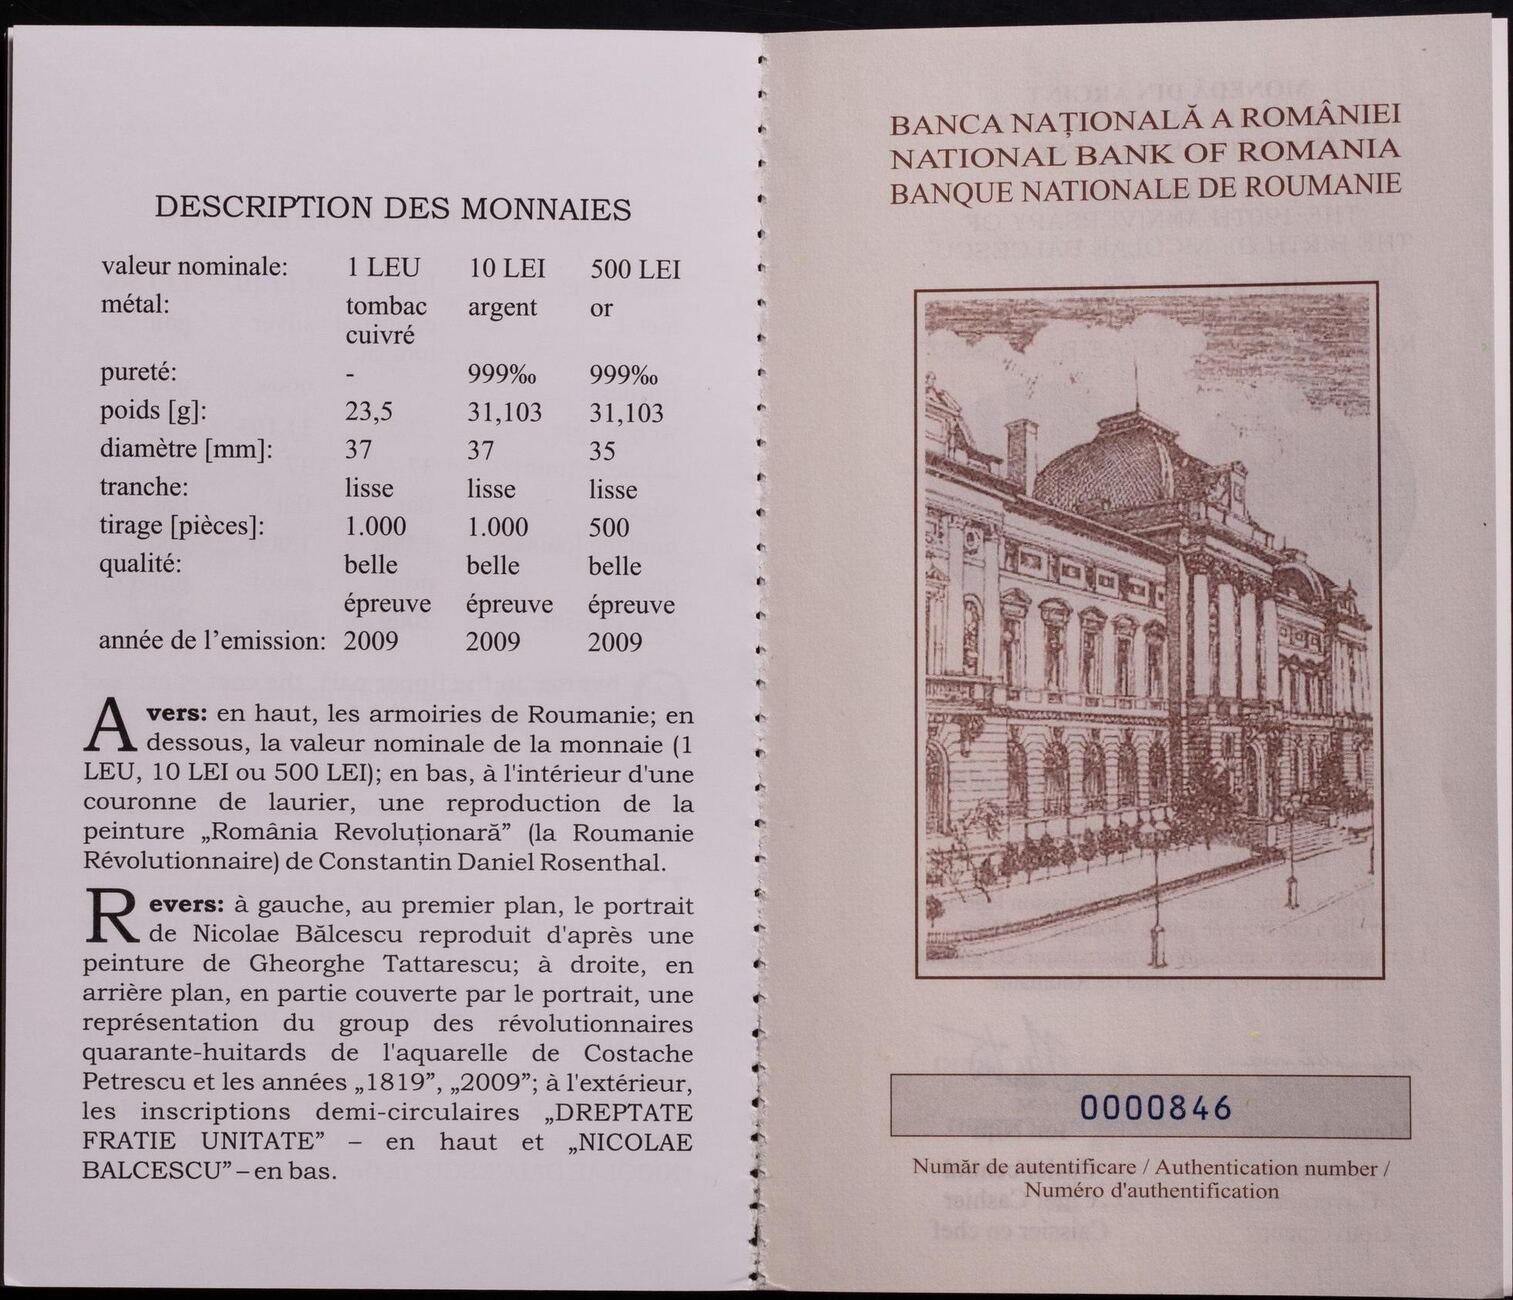 DESCRIPTION DES MONNAIES
valeur nominale: 1 LEU 10 LEI 500 LEI
métal: tombac argent or
cuivré
pureté: - 999‰ 999‰
poids [g]: 23,5 31,103 31,103
diamètre [mm]: 37 37 35
tranche: lisse lisse lisse
tirage [pièces]: 1.000 1.000 500
qualité: belle belle belle
épreuve épreuve épreuve
année de l’emission: 2009 2009 2009
Avers: en haut, les armoiries de Roumanie; en
dessous, la valeur nominale de la monnaie (1
LEU, 10 LEI ou 500 LEI); en bas, à l'intérieur d'une
couronne de laurier, une reproduction de la
peinture „România Revoluționară” (la Roumanie
Révolutionnaire) de Constantin Daniel Rosenthal.
Revers: à gauche, au premier plan, le portrait
de Nicolae Bălcescu reproduit d'après une
peinture de Gheorghe Tattarescu; à droite, en
arrière plan, en partie couverte par le portrait, une
représentation du group des révolutionnaires
quarante-huitards de l'aquarelle de Costache
Petrescu et les années „1819”, „2009”; à l'extérieur,
les inscriptions demi-circulaires „DREPTATE
FRATIE UNITATE” – en haut et „NICOLAE
BALCESCU” – en bas.
BANCA NAȚIONALĂ A ROMÂNIEI
NATIONAL BANK OF ROMANIA
BANQUE NATIONALE DE ROUMANIE
0000846
Număr de autentificare / Authentication number /
Numéro d'authentification